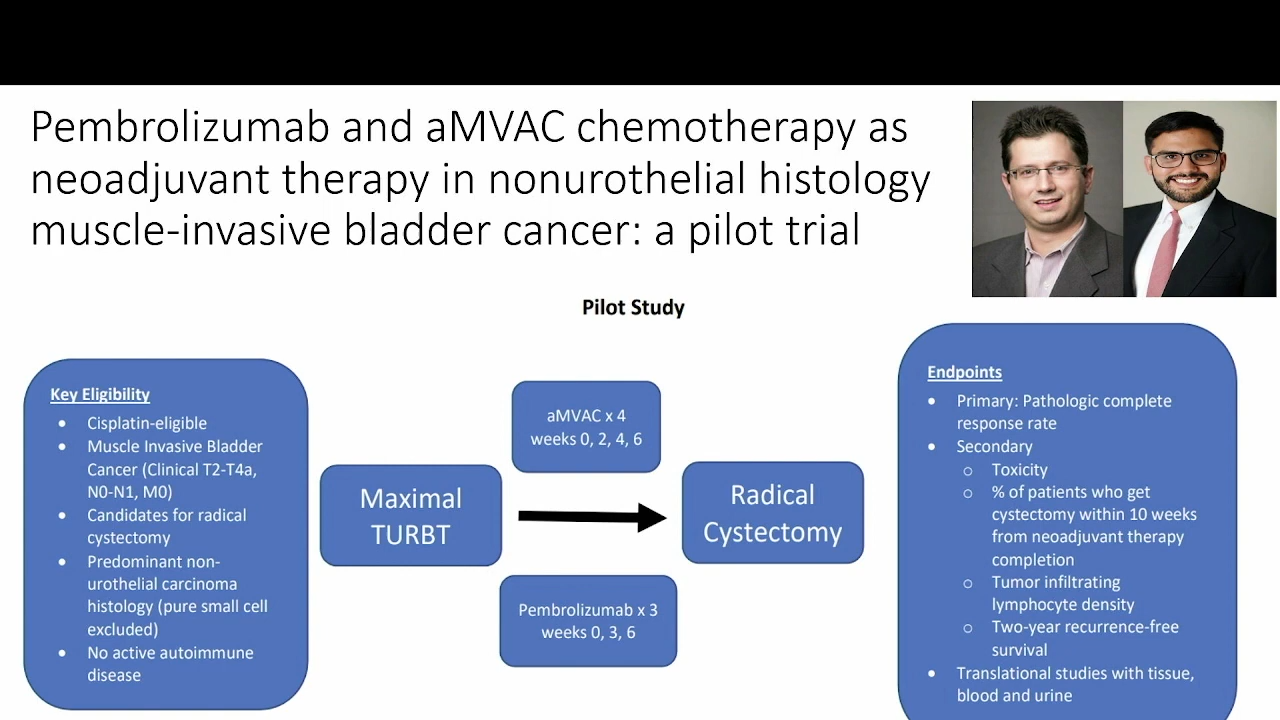 Pembrolizumab and aMVAC chemotherapy as
neoadjuvant therapy in nonurothelial histology
muscle-invasive bladder cancer: a pilot trial
Pilot Study
Key Eligibility
• Cisplatin-eligible
• Muscle Invasive Bladder
Cancer (Clinical T2-T4a,
N0-N1, M0)
• Candidates for radical
cystectomy
• Predominant non-
urothelial carcinoma
histology (pure small cell
excluded)
• No active autoimmune
disease
Maximal
TURBT
aMVAC x 4
weeks 0, 2, 4, 6
Pembrolizumab x 3
weeks 0, 3, 6
Radical
Cystectomy
Endpoints
• Primary: Pathologic complete
response rate
• Secondary
o Toxicity
o % of patients who get
cystectomy within 10 weeks
from neoadjuvant therapy
completion
o Tumor infiltrating
lymphocyte density
o Two-year recurrence-free
survival
• Translational studies with tissue,
blood and urine